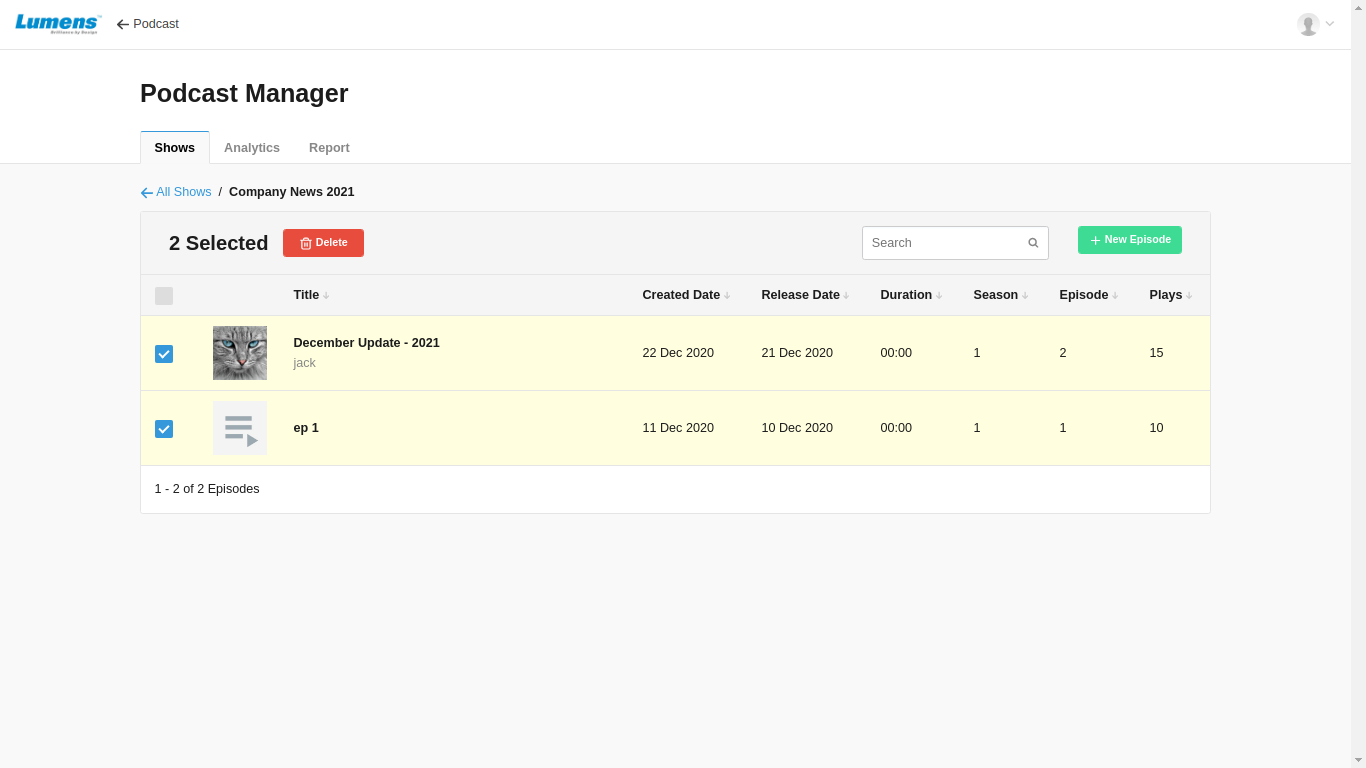 Lumens
Brilliance by Design
Podcast
Podcast Manager
Shows Analytics Report
All Shows / Company News 2021
2 Selected Delete Search New Episode
Title Created Date Release Date Duration Season Episode Plays
December Update - 2021
jack
22 Dec 2020 21 Dec 2020 00:00 1 2 15
ep 1 11 Dec 2020 10 Dec 2020 00:00 1 1 10
1 - 2 of 2 Episodes